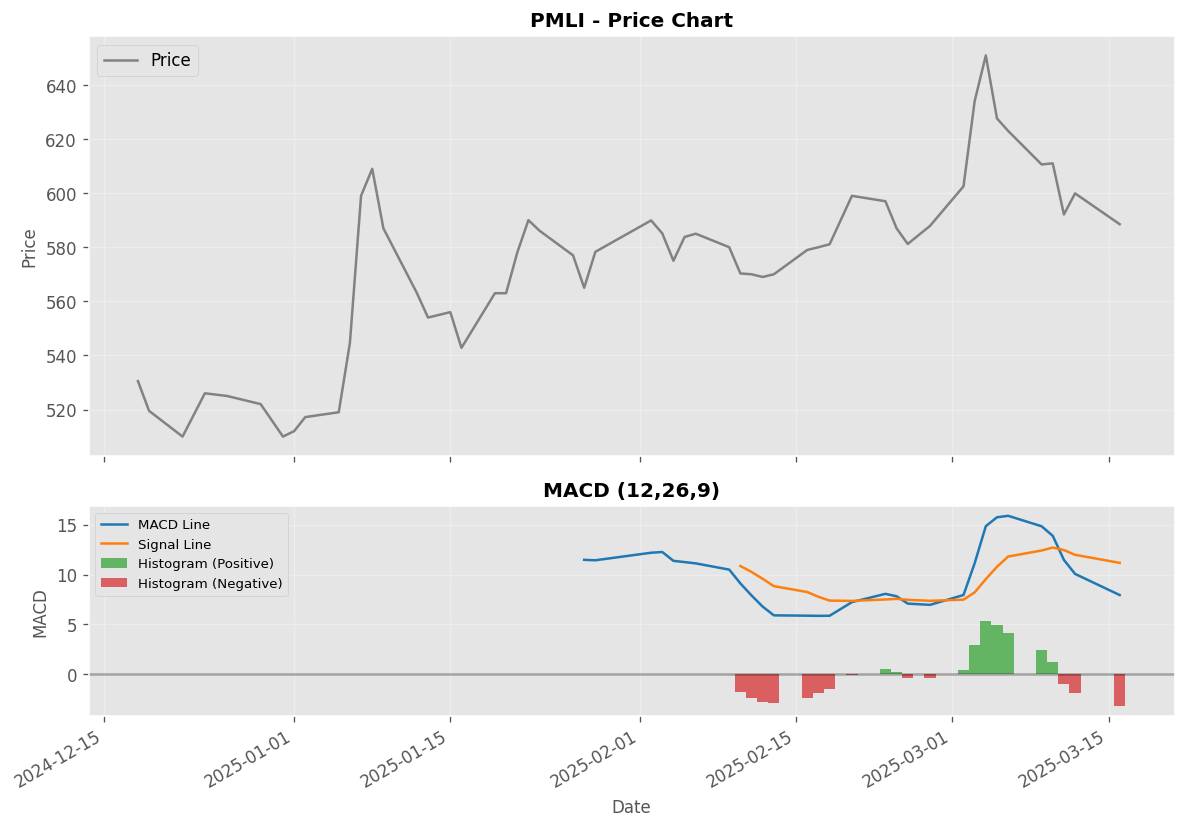 PMLI - Price Chart
Price
640
620
600
580
560
540
520
Price
MACD (12,26,9)
MACD Line
Signal Line
Histogram (Positive)
Histogram (Negative)
15
10
5
0
MACD
2024-12-15
2025-01-01
2025-01-15
2025-02-01
2025-02-15
2025-03-01
2025-03-15
Date